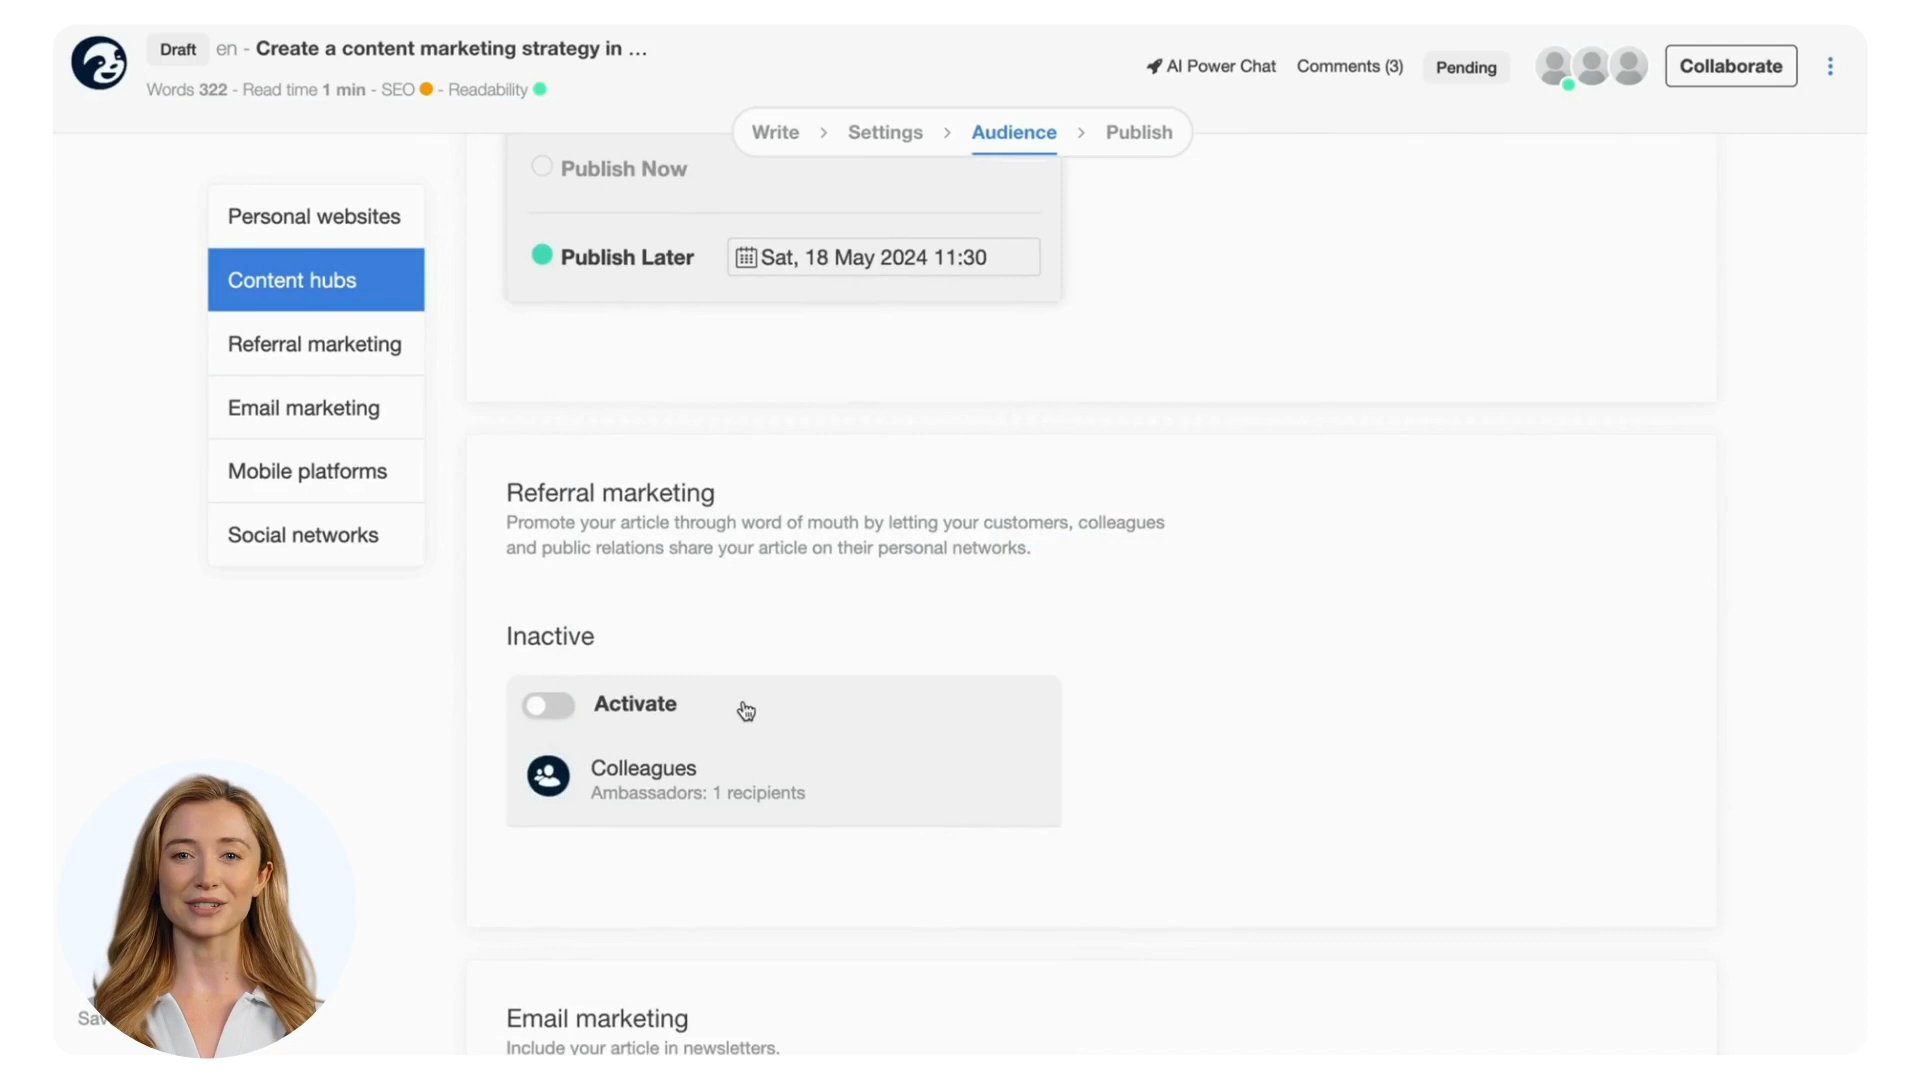 Draft en - Create a content marketing strategy in ...
Words 322 - Read time 1 min - SEO - Readability
AI Power Chat Comments (3) Pending Collaborate
Write > Settings > Audience > Publish
Personal websites
Content hubs
Referral marketing
Email marketing
Mobile platforms
Social networks
Publish Now
Publish Later Sat, 18 May 2024 11:30
Referral marketing
Promote your article through word of mouth by letting your customers, colleagues
and public relations share your article on their personal networks.
Inactive
Activate
Colleagues
Ambassadors: 1 recipients
Email marketing
Include your article in newsletters.